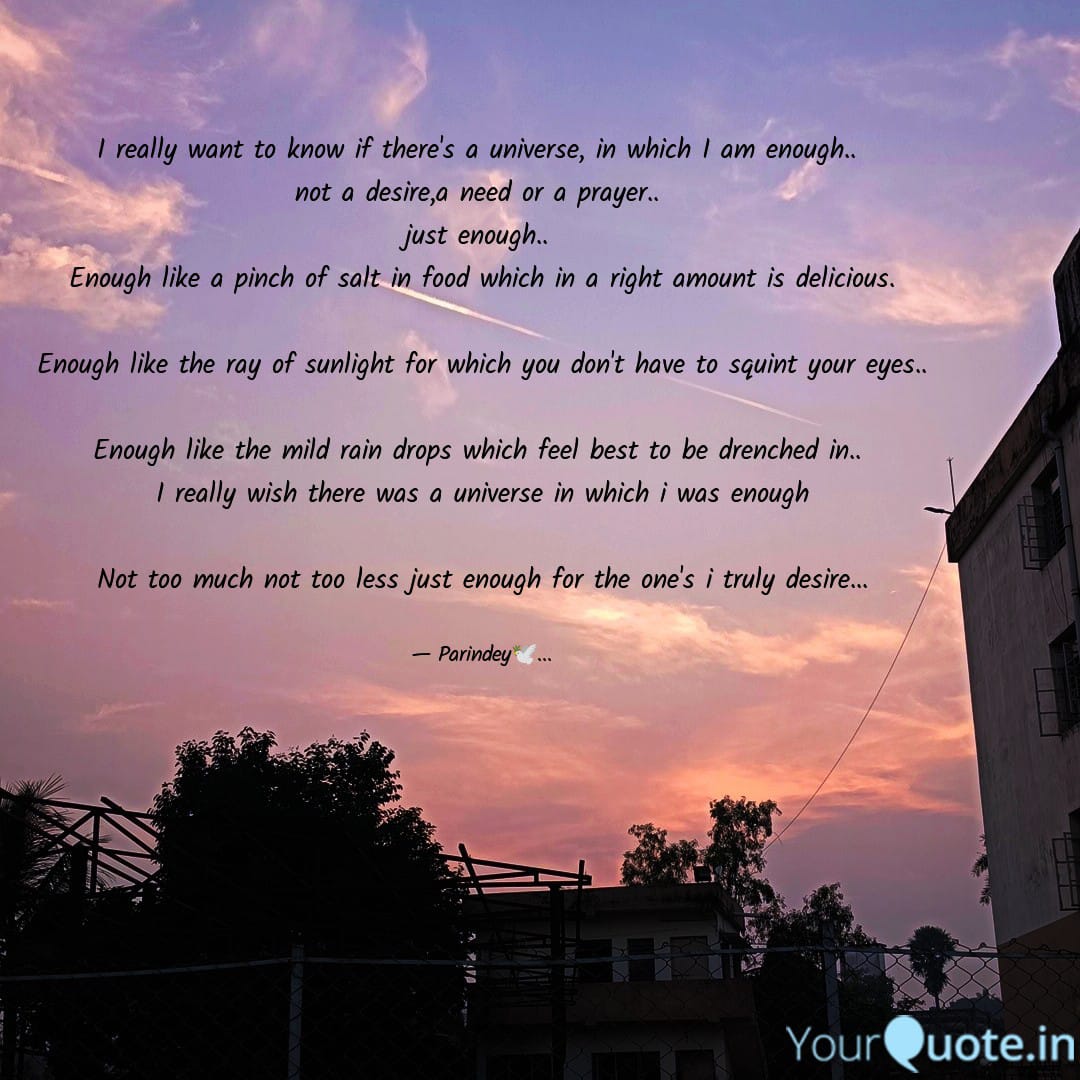 I really want to know if there's a universe, in which I am enough..
not a desire,a need or a prayer..
just enough..
Enough like a pinch of salt in food which in a right amount is delicious.
Enough like the ray of sunlight for which you don't have to squint your eyes..
Enough like the mild rain drops which feel best to be drenched in..
I really wish there was a universe in which i was enough
Not too much not too less just enough for the one's i truly desire...
— Parindey🕊️...
YourQuote.in